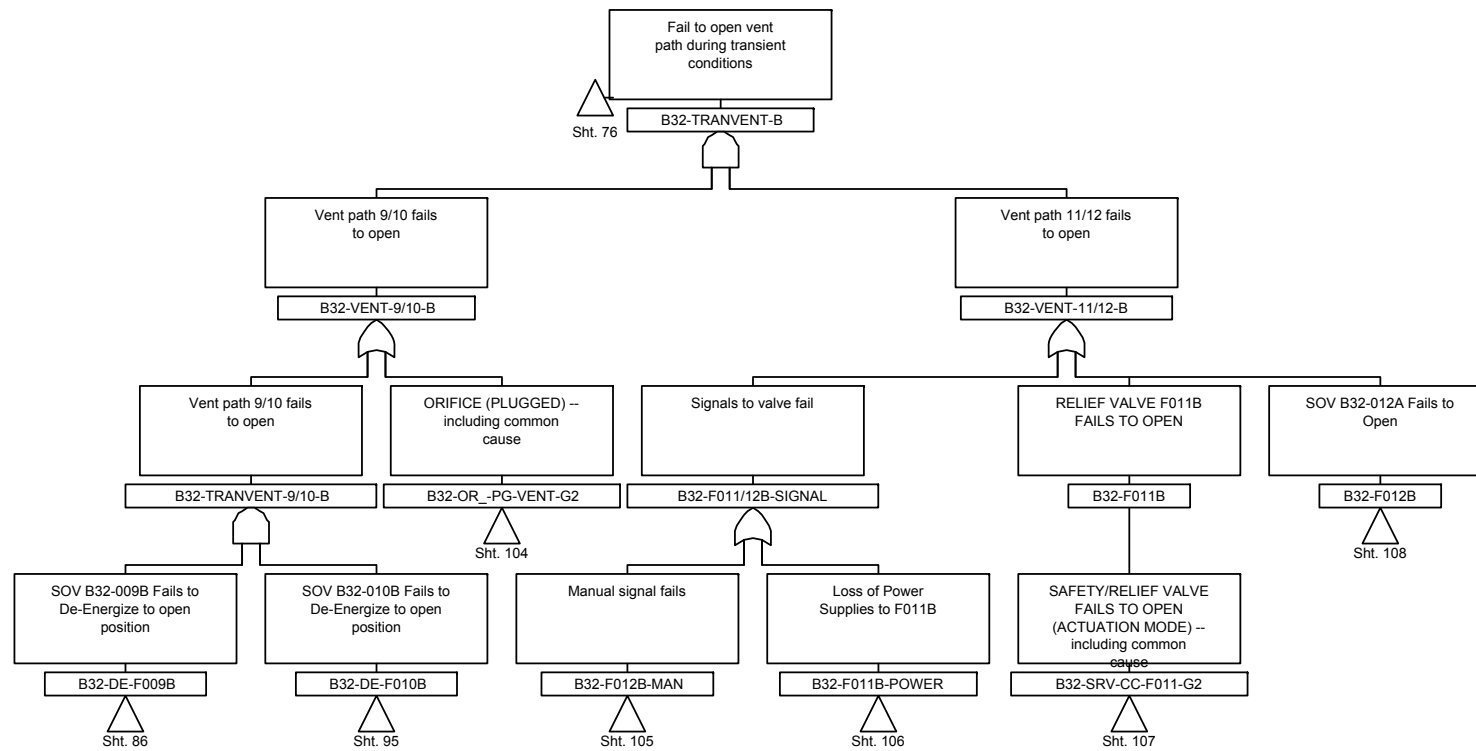 Fail to open vent
path during transient
conditions
Sht. 76
B32-TRANVENT-B
Vent path 9/10 fails
to open
Vent path 11/12 fails
to open
B32-VENT-9/10-B
B32-VENT-11/12-B
Vent path 9/10 fails
to open
ORIFICE (PLUGGED) --
including common
cause
Signals to valve fail
RELIEF VALVE F011B
FAILS TO OPEN
SOV B32-012A Fails to
Open
B32-TRANVENT-9/10-B
B32-OR_-PG-VENT-G2
B32-F011/12B-SIGNAL
B32-F011B
B32-F012B
Sht. 104
Sht. 108
SOV B32-009B Fails to
De-Energize to open
position
SOV B32-010B Fails to
De-Energize to open
position
Manual signal fails
Loss of Power
Supplies to F011B
SAFETY/RELIEF VALVE
FAILS TO OPEN
(ACTUATION MODE) --
including common
cause
B32-DE-F009B
B32-DE-F010B
B32-F012B-MAN
B32-F011B-POWER
B32-SRV-CC-F011-G2
Sht. 86
Sht. 95
Sht. 105
Sht. 106
Sht. 107